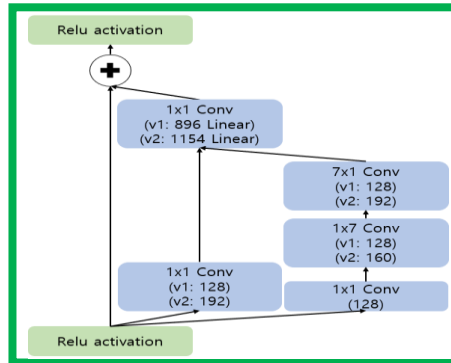 Relu activation
1x1 Conv
(v1: 896 Linear)
(v2: 1154 Linear)
7x1 Conv
(v1: 128)
(v2: 192)
1x7 Conv
(v1: 128)
(v2: 160)
1x1 Conv
(v1: 128)
(v2: 192)
1x1 Conv
(128)
Relu activation